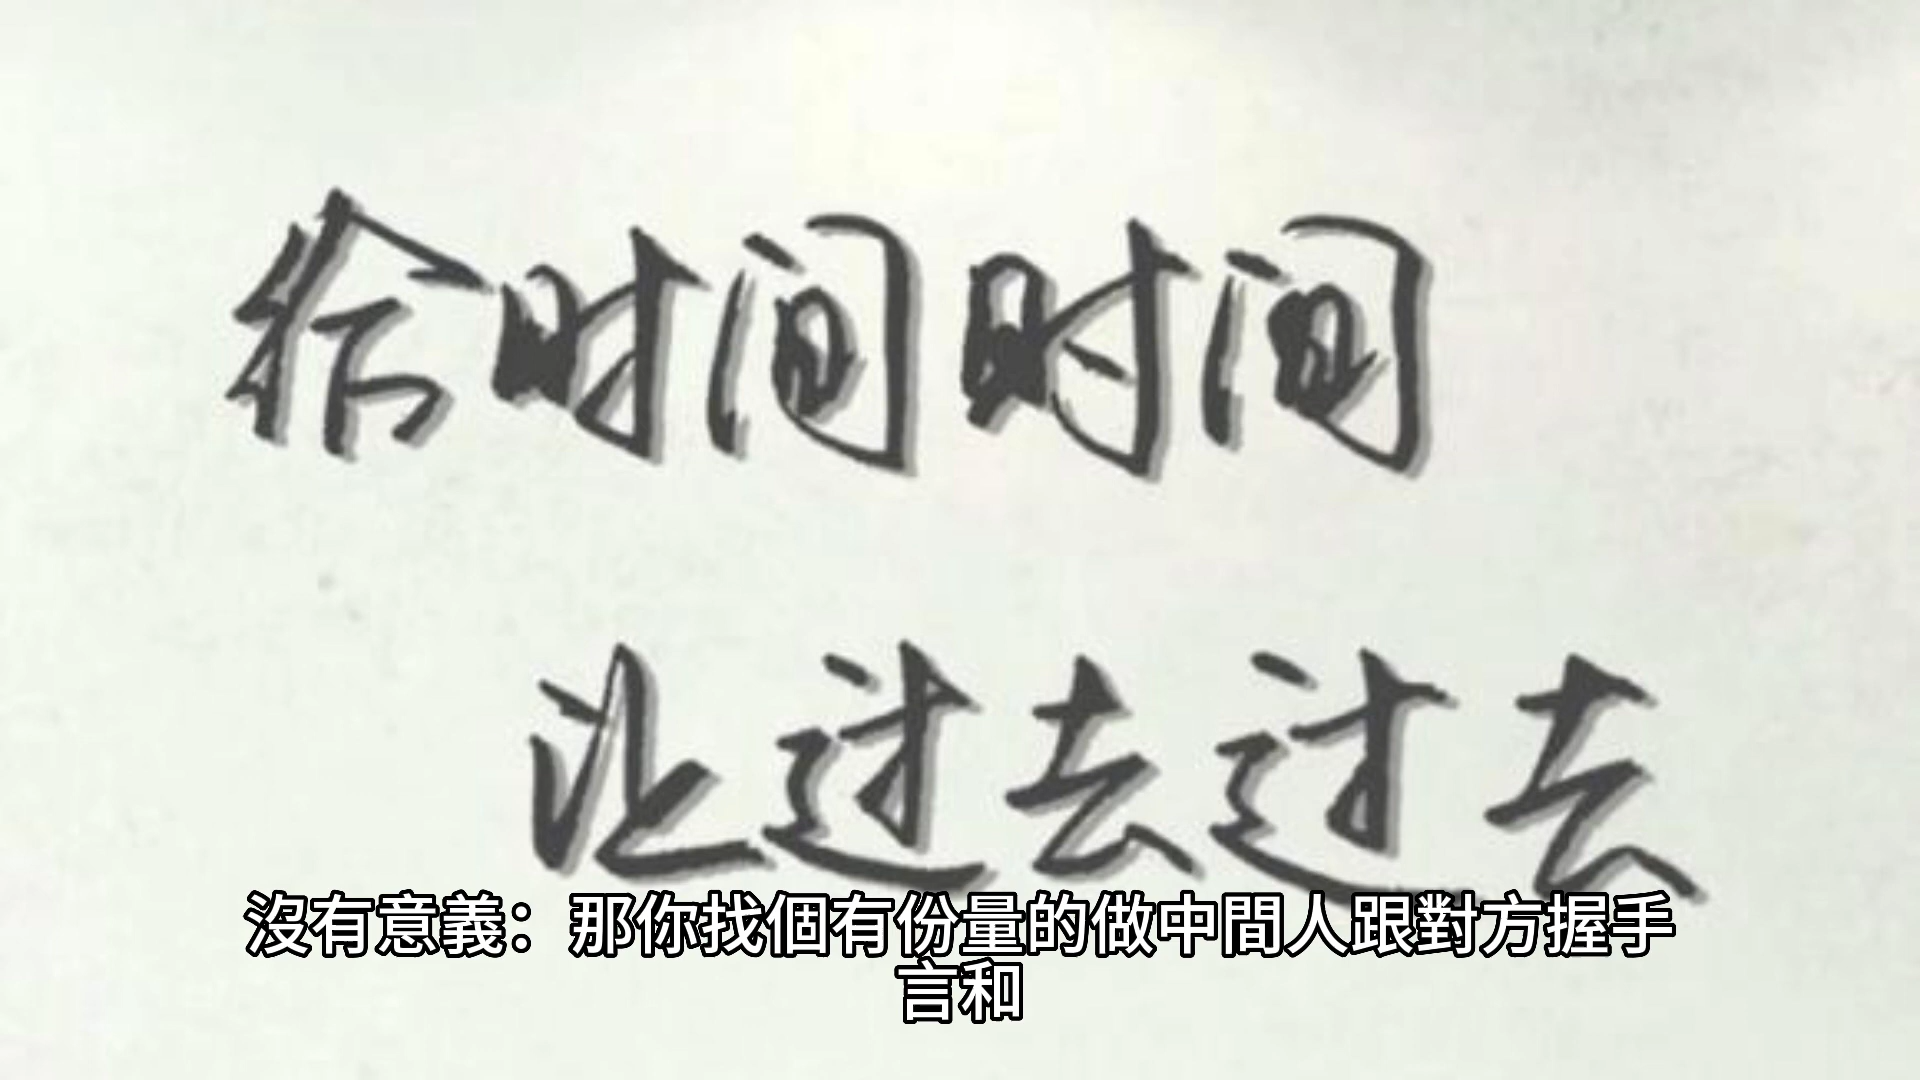 给时间时间
让过去过去
沒有意義：那你找個有份量的做中間人跟對方握手
言和